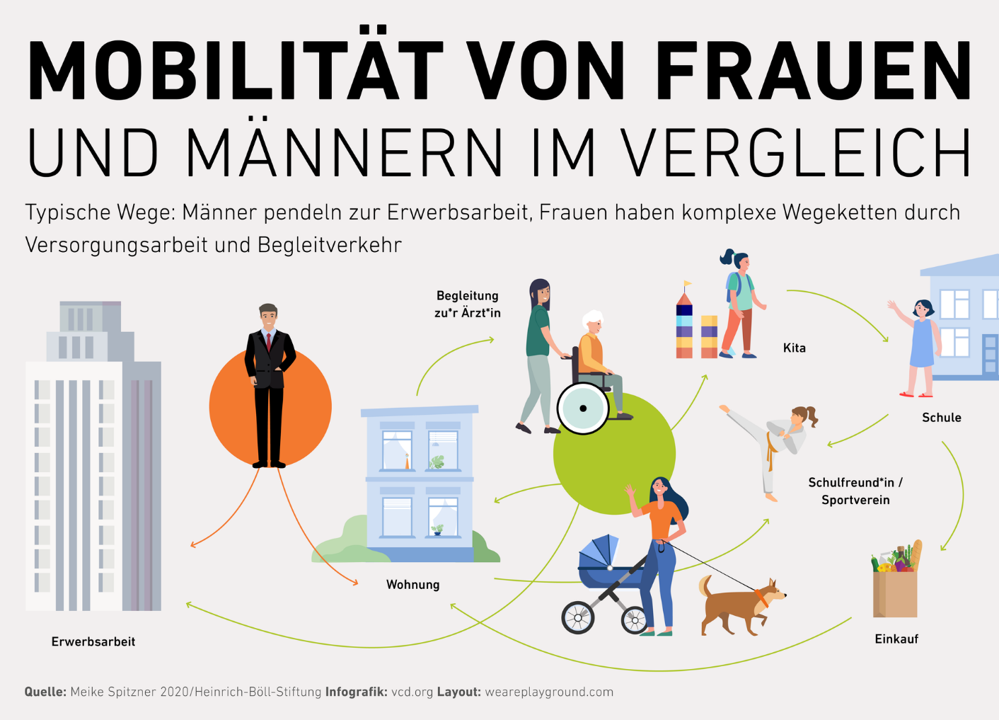 MOBILITÄT VON FRAUEN
UND MÄNNERN IM VERGLEICH
Typische Wege: Männer pendeln zur Erwerbsarbeit, Frauen haben komplexe Wegeketten durch
Versorgungsarbeit und Begleitverkehr
Begleitung
zu*r Ärzt*in
Kita
Schule
Schulfreund*in /
Sportverein
Wohnung
Einkauf
Erwerbsarbeit
Quelle: Meike Spitzner 2020/Heinrich-Böll-Stiftung Infografik: vcd.org Layout: weareplayground.com